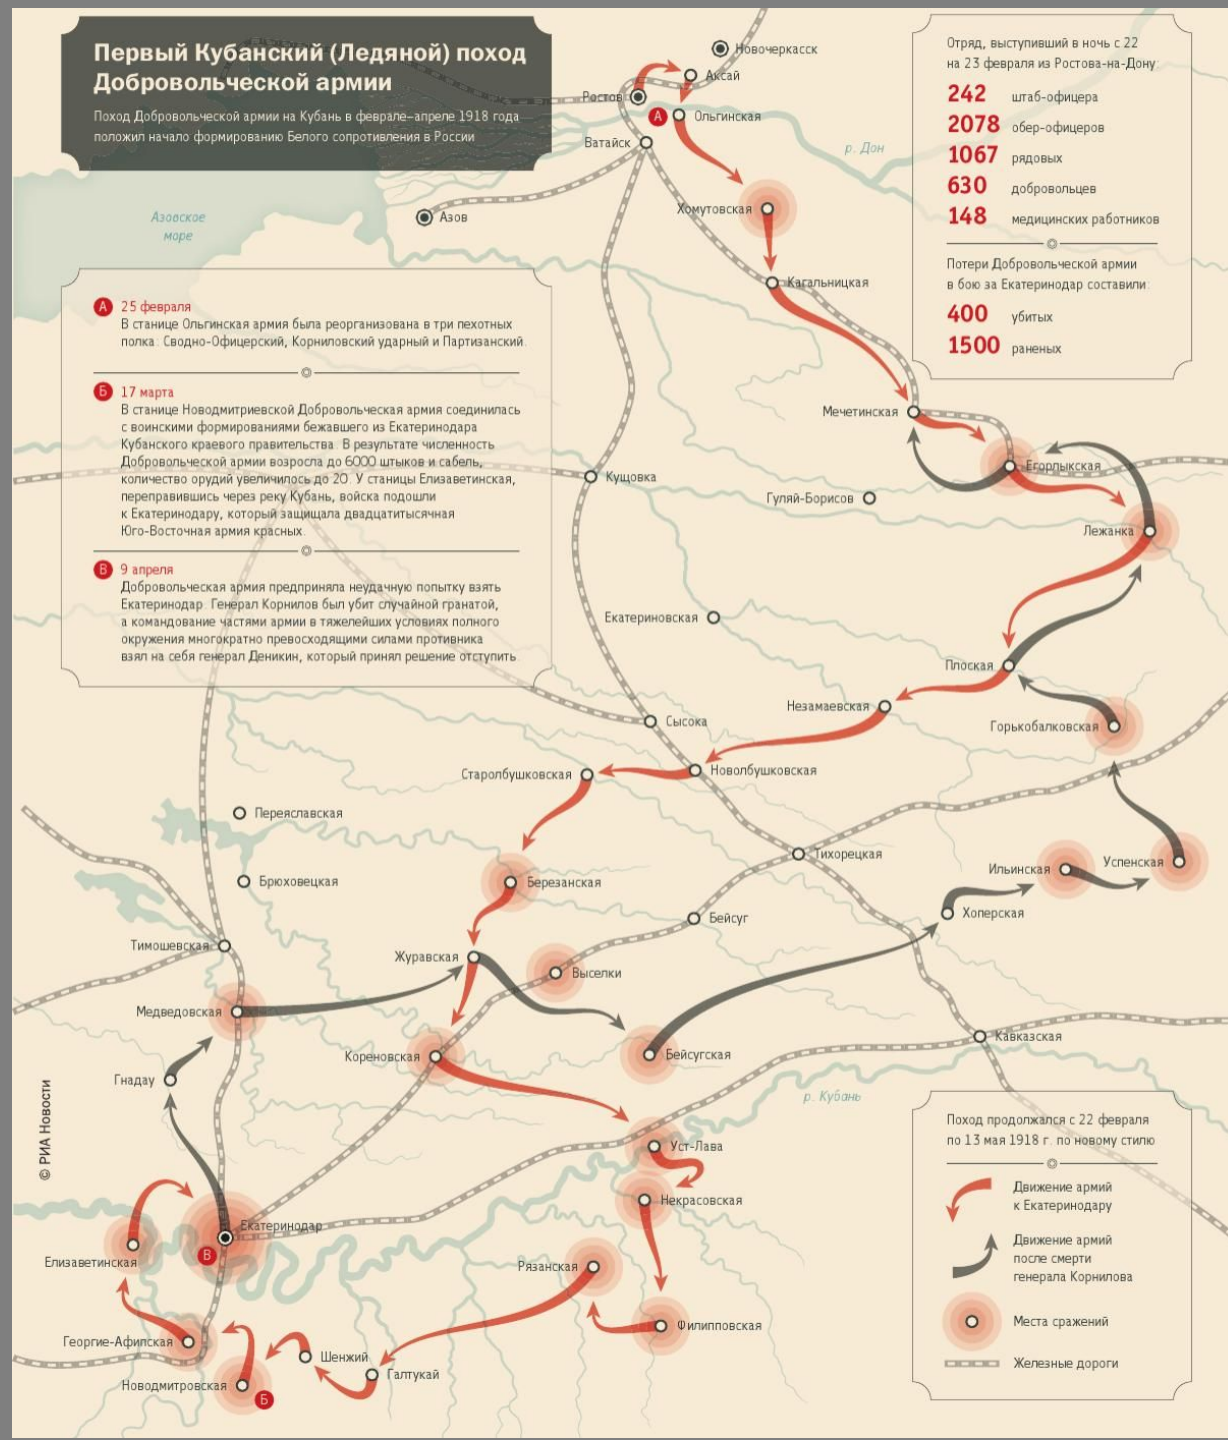 Первый Кубанский (Ледяной) поход
Добровольческой армии
Поход Добровольческой армии на Кубань в феврале–апреле 1918 года
положил начало формированию Белого сопротивления в России
Отряд, выступивший в ночь с 22
на 23 февраля из Ростова-на-Дону:
242 штаб-офицера
2078 обер-офицеров
1067 рядовых
630 добровольцев
148 медицинских работников
Потери Добровольческой армии
в бою за Екатеринодар составили:
400 убитых
1500 раненых
А 25 февраля
В станице Ольгинская армия была реорганизована в три пехотных
полка: Сводно-Офицерский, Корниловский ударный и Партизанский.
Б 17 марта
В станице Новодмитриевской Добровольческая армия соединилась
с воинскими формированиями бежавшего из Екатеринодара
Кубанского краевого правительства. В результате численность
Добровольческой армии возросла до 6000 штыков и сабель,
количество орудий увеличилось до 20. У станицы Елизаветинская,
переправившись через реку Кубань, войска подошли
к Екатеринодару, который защищала двадцатитысячная
Юго-Восточная армия красных.
В 9 апреля
Добровольческая армия предприняла неудачную попытку взять
Екатеринодар. Генерал Корнилов был убит случайной гранатой,
а командование частями армии в тяжелейших условиях полного
окружения многократно превосходящими силами противника
взял на себя генерал Деникин, который принял решение отступить.
Новочеркасск
Аксай
Ростов
А
Ольгинская
Ватайск
р. Дон
Хомутовская
Азов
Азовское
море
Кагальницкая
Мечетинская
Егорлыкская
Кущовка
Гуляй-Борисов
Лежанка
Екатериновская
Плоская
Незамаевская
Сысока
Горькобалковская
Старолбушковская
Новолбушковская
Переяславская
Тихорецкая
Ильинская
Успенская
Брюховецкая
Березанская
Хоперская
Бейсуг
Тимошевская
Журавская
Выселки
Медведовская
Кавказская
Кореновская
Бейсугская
Гнадау
р. Кубань
Уст-Лава
Некрасовская
Екатеринодар
В
Елизаветинская
Рязанская
Филипповская
Георгие-Афипская
Шенжий
Галтукай
Новодмитровская
Б
© РИА Новости
Поход продолжался с 22 февраля
по 13 мая 1918 г. по новому стилю
Движение армий
к Екатеринодару
Движение армий
после смерти
генерала Корнилова
Места сражений
Железные дороги